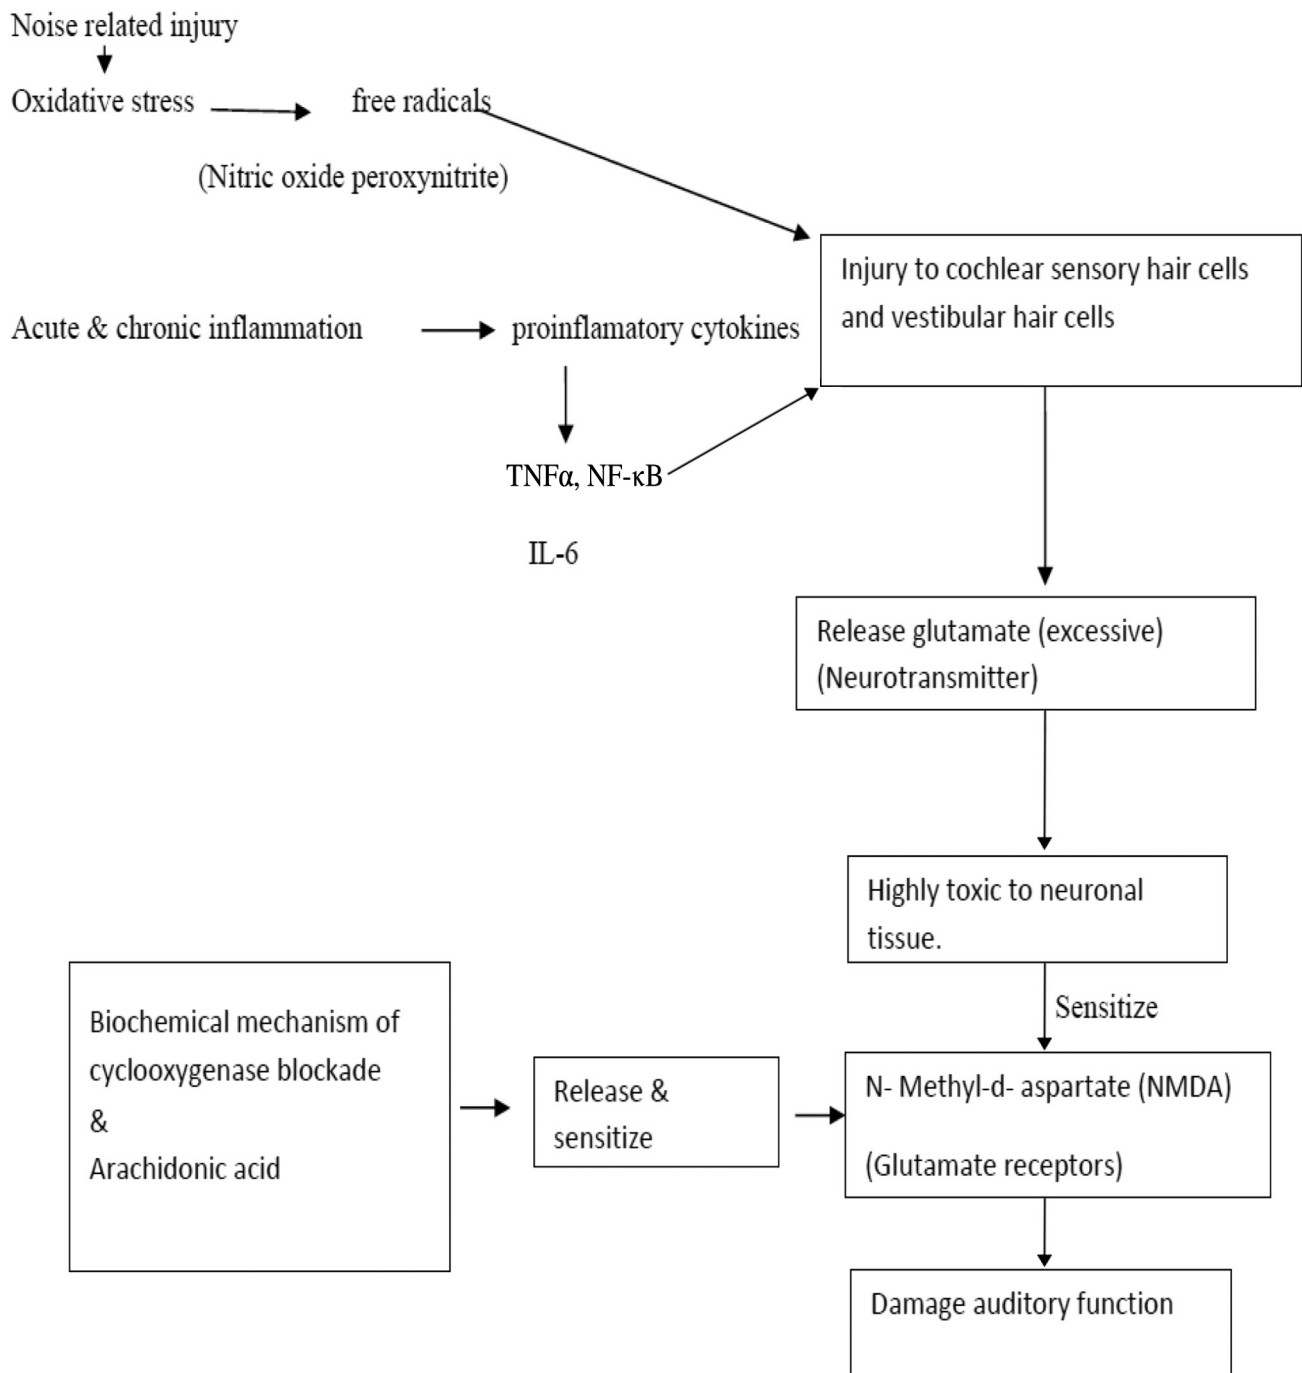 Noise related injury
Oxidative stress
free radicals
(Nitric oxide peroxynitrite)
Injury to cochlear sensory hair cells
and vestibular hair cells
Acute & chronic inflammation
proinflamatory cytokines
TNFα, NF-κB
IL-6
Release glutamate (excessive)
(Neurotransmitter)
Highly toxic to neuronal
tissue.
Sensitize
Biochemical mechanism of
cyclooxygenase blockade
&
Arachidonic acid
Release &
sensitize
N- Methyl-d- aspartate (NMDA)
(Glutamate receptors)
Damage auditory function